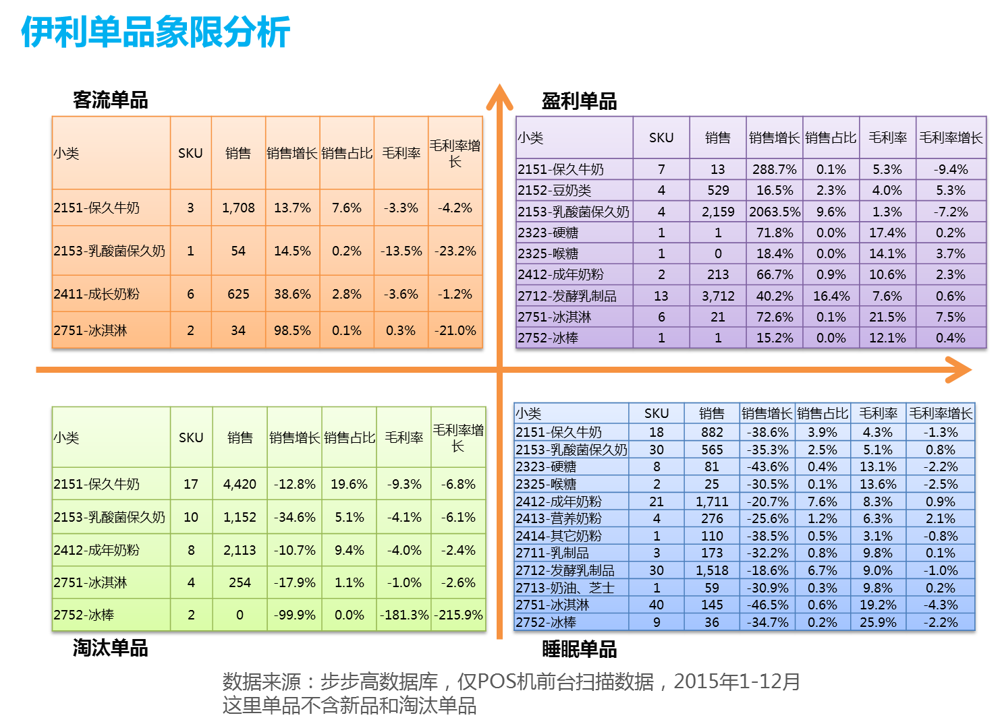 伊利单品象限分析
客流单品
小类 SKU 销售 销售增长 销售占比 毛利率 毛利率增长
2151-保久牛奶 3 1,708 13.7% 7.6% -3.3% -4.2%
2153-乳酸菌保久奶 1 54 14.5% 0.2% -13.5% -23.2%
2411-成长奶粉 6 625 38.6% 2.8% -3.6% -1.2%
2751-冰淇淋 2 34 98.5% 0.1% 0.3% -21.0%
盈利单品
小类 SKU 销售 销售增长 销售占比 毛利率 毛利率增长
2151-保久牛奶 7 13 288.7% 0.1% 5.3% -9.4%
2152-豆奶类 4 529 16.5% 2.3% 4.0% 5.3%
2153-乳酸菌保久奶 4 2,159 2063.5% 9.6% 1.3% -7.2%
2323-硬糖 1 1 71.8% 0.0% 17.4% 0.2%
2325-喉糖 1 0 18.4% 0.0% 14.1% 3.7%
2412-成年奶粉 2 213 66.7% 0.9% 10.6% 2.3%
2712-发酵乳制品 13 3,712 40.2% 16.4% 7.6% 0.6%
2751-冰淇淋 6 21 72.6% 0.1% 21.5% 7.5%
2752-冰棒 1 1 15.2% 0.0% 12.1% 0.4%
小类 SKU 销售 销售增长 销售占比 毛利率 毛利率增长
2151-保久牛奶 17 4,420 -12.8% 19.6% -9.3% -6.8%
2153-乳酸菌保久奶 10 1,152 -34.6% 5.1% -4.1% -6.1%
2412-成年奶粉 8 2,113 -10.7% 9.4% -4.0% -2.4%
2751-冰淇淋 4 254 -17.9% 1.1% -1.0% -2.6%
2752-冰棒 2 0 -99.9% 0.0% -181.3% -215.9%
淘汰单品
小类 SKU 销售 销售增长 销售占比 毛利率 毛利率增长
2151-保久牛奶 18 882 -38.6% 3.9% 4.3% -1.3%
2153-乳酸菌保久奶 30 565 -35.3% 2.5% 5.1% 0.8%
2323-硬糖 8 81 -43.6% 0.4% 13.1% -2.2%
2325-喉糖 2 25 -30.5% 0.1% 13.6% -2.5%
2412-成年奶粉 21 1,711 -20.7% 7.6% 8.3% 0.9%
2413-营养奶粉 4 276 -25.6% 1.2% 6.3% 2.1%
2414-其它奶粉 1 110 -38.5% 0.5% 3.1% -0.8%
2711-乳制品 3 173 -32.2% 0.8% 9.8% 0.1%
2712-发酵乳制品 30 1,518 -18.6% 6.7% 9.0% -1.0%
2713-奶油、芝士 1 59 -30.9% 0.3% 9.8% 0.2%
2751-冰淇淋 40 145 -46.5% 0.6% 19.2% -4.3%
2752-冰棒 9 36 -34.7% 0.2% 25.9% -2.2%
睡眠单品
数据来源：步步高数据库，仅POS机前台扫描数据，2015年1-12月
这里单品不含新品和淘汰单品